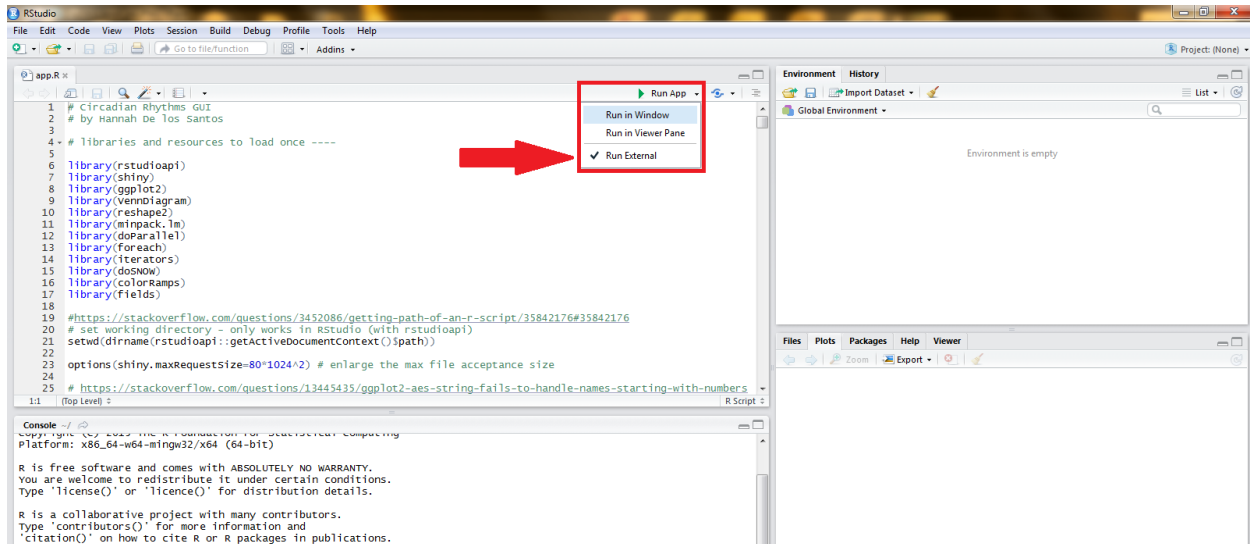 RStudio
File Edit Code View Plots Session Build Debug Profile Tools Help
Go to file/function Addins
Project: (None)
app.R
Run App
Run in Window
Run in Viewer Pane
Run External
1 # Circadian Rhythms GUI
2 # by Hannah De los Santos
3
4 # libraries and resources to load once ----
5
6 library(rstudioapi)
7 library(shiny)
8 library(ggplot2)
9 library(VennDiagram)
10 library(reshape2)
11 library(minpack.lm)
12 library(doParallel)
13 library(foreach)
14 library(iterators)
15 library(doSNOW)
16 library(colorRamps)
17 library(fields)
18
19 #https://stackoverflow.com/questions/3452086/getting-path-of-an-r-script/35842176#35842176
20 # set working directory - only works in RStudio (with rstudioapi)
21 setwd(dirname(rstudioapi::getActiveDocumentContext()$path))
22
23 options(shiny.maxRequestSize=80*1024^2) # enlarge the max file acceptance size
24
25 # https://stackoverflow.com/questions/13445435/ggplot2-aes-string-fails-to-handle-names-starting-with-numbers
1:1 (Top Level) R Script
Console ~/
Platform: x86_64-w64-mingw32/x64 (64-bit)
R is free software and comes with ABSOLUTELY NO WARRANTY.
You are welcome to redistribute it under certain conditions.
Type 'license()' or 'licence()' for distribution details.
R is a collaborative project with many contributors.
Type 'contributors()' for more information and
'citation()' on how to cite R or R packages in publications.
Environment History
Import Dataset List
Global Environment
Environment is empty
Files Plots Packages Help Viewer
Zoom Export